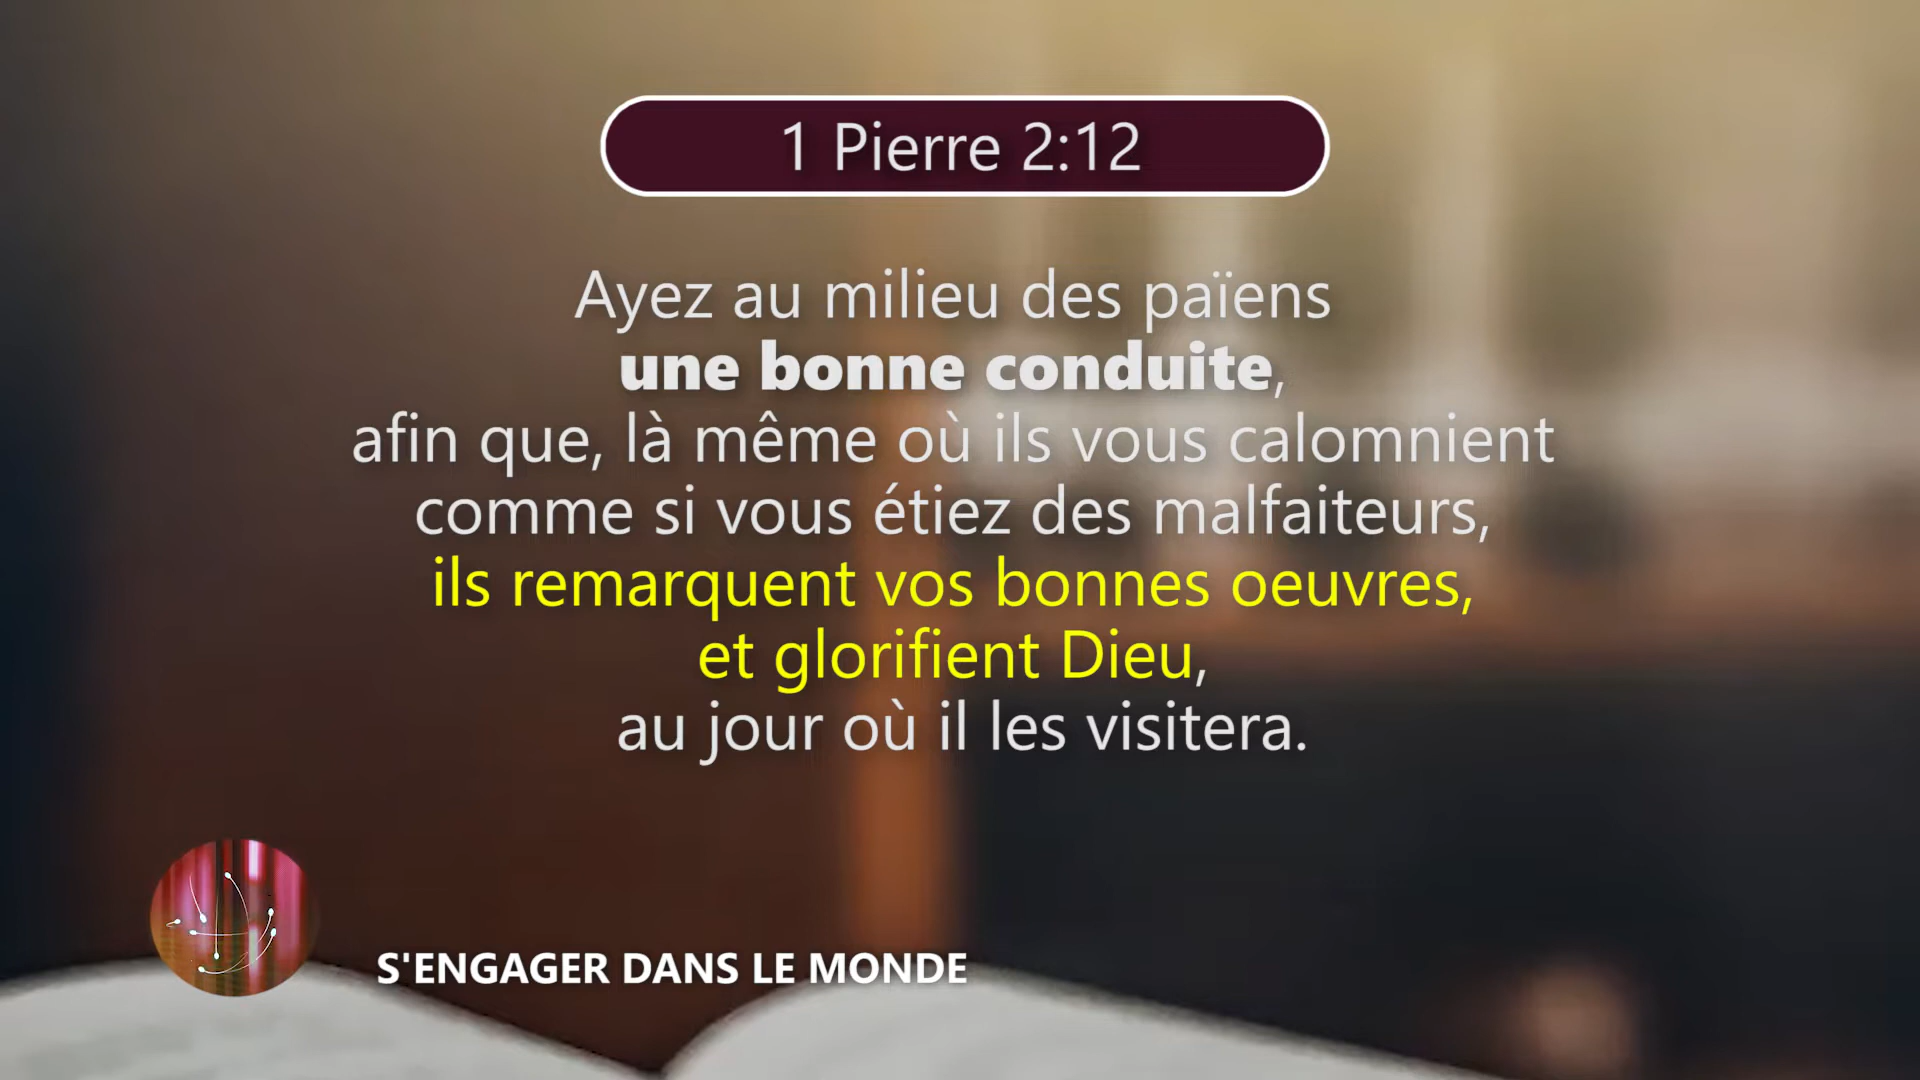 1 Pierre 2:12
Ayez au milieu des païens
une bonne conduite,
afin que, là même où ils vous calomnient
comme si vous étiez des malfaiteurs,
ils remarquent vos bonnes oeuvres,
et glorifient Dieu,
au jour où il les visitera.
S'ENGAGER DANS LE MONDE